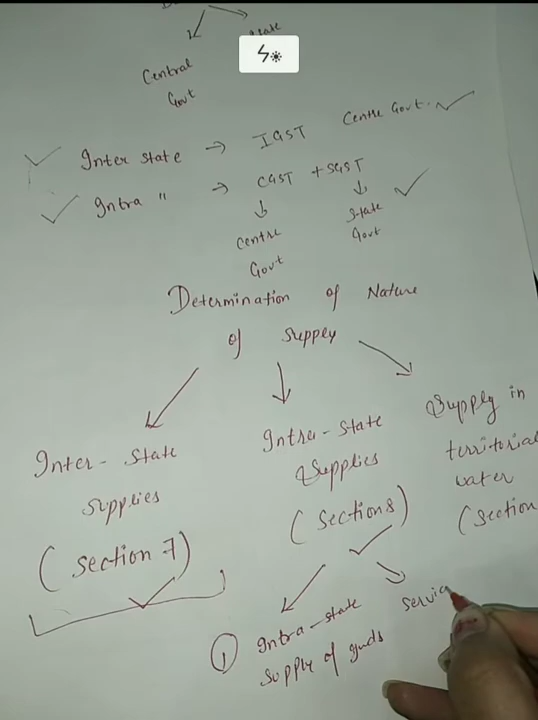 State
Central
Govt
Inter state → IGST Centre Govt.
Intra " → CGST + SGST
Centre
Govt
State
Govt
Determination of Nature
of Supply
Inter-State
Supplies
(Section 7)
Intra-State
Supplies
(Section 8)
Supply in
territorial
water
(Section
① Intra-state
supply of goods
servic